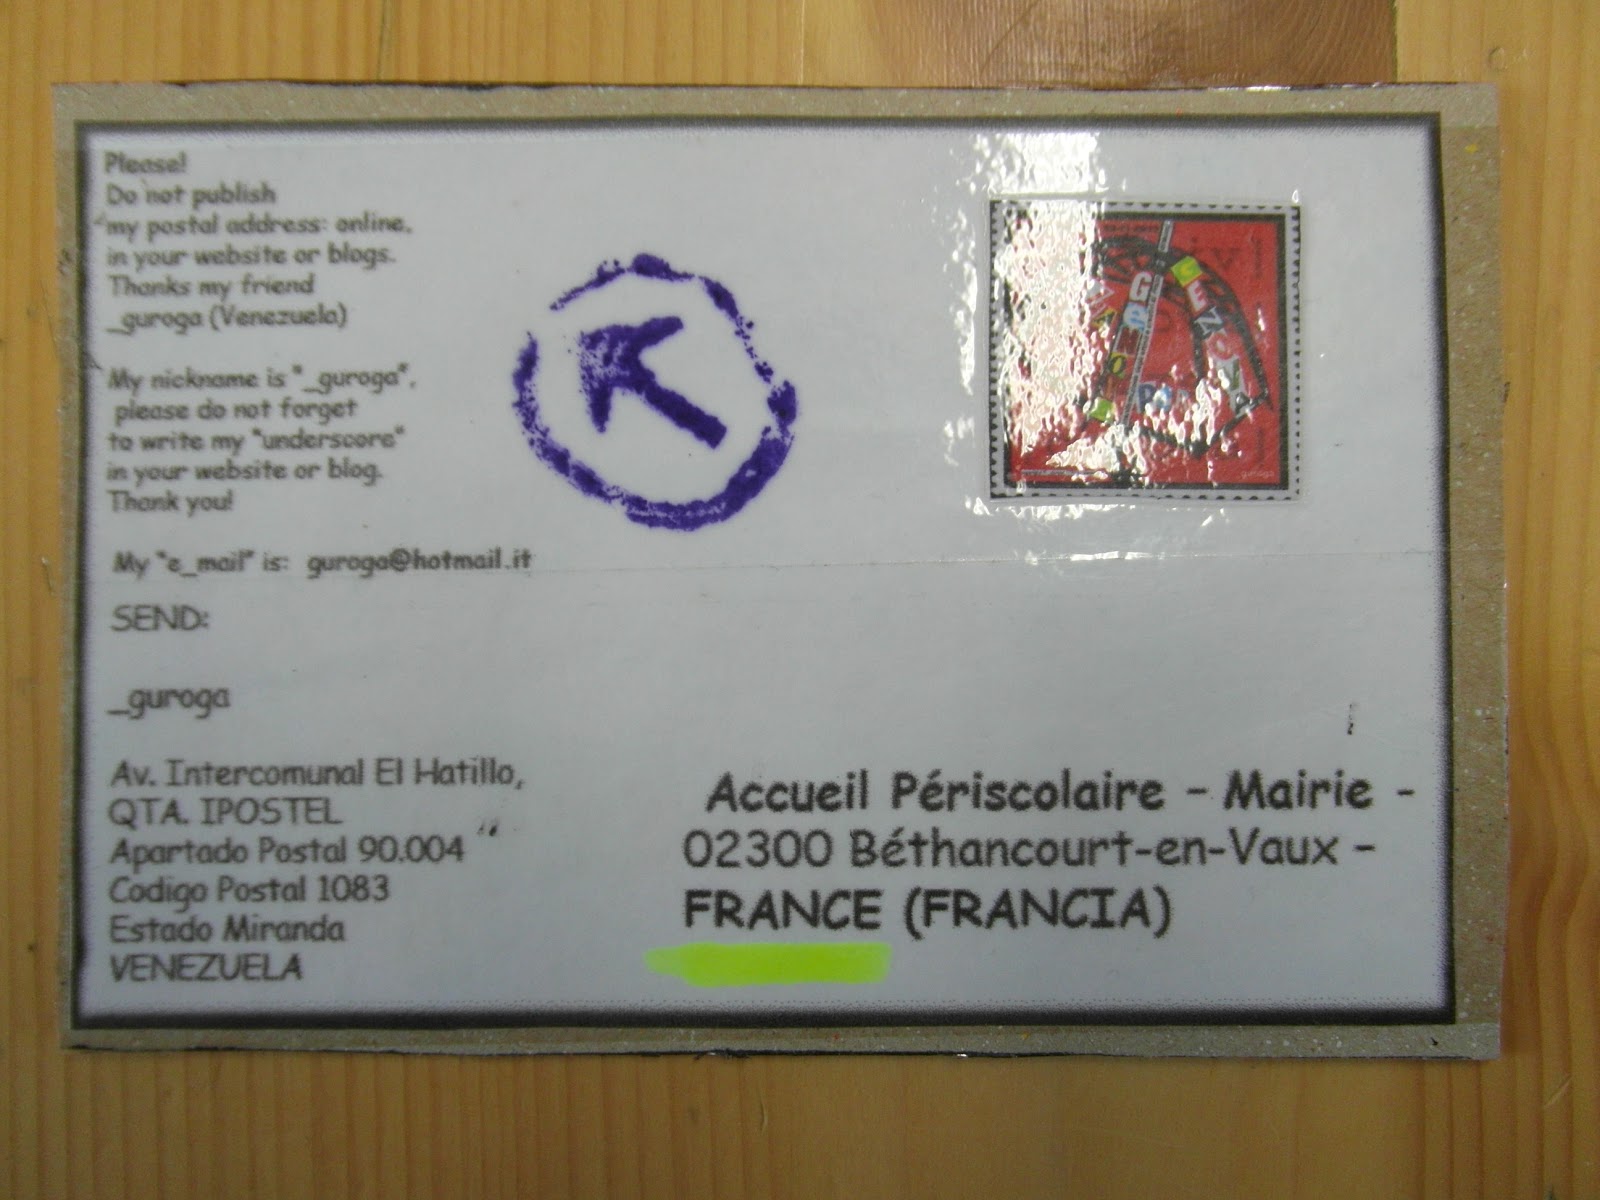 Please!
Do not publish
my postal address: online,
in your website or blogs.
Thanks my friend
_guroga (Venezuela)
My nickname is "_guroga",
please do not forget
to write my "underscore"
in your website or blog.
Thank you!
My "e_mail" is: guroga@hotmail.it
SEND:
_guroga
Av. Intercomunal El Hatillo,
QTA. IPOSTEL
Apartado Postal 90.004
Codigo Postal 1083
Estado Miranda
VENEZUELA
Accueil Périscolaire – Mairie -
02300 Béthancourt-en-Vaux –
FRANCE (FRANCIA)